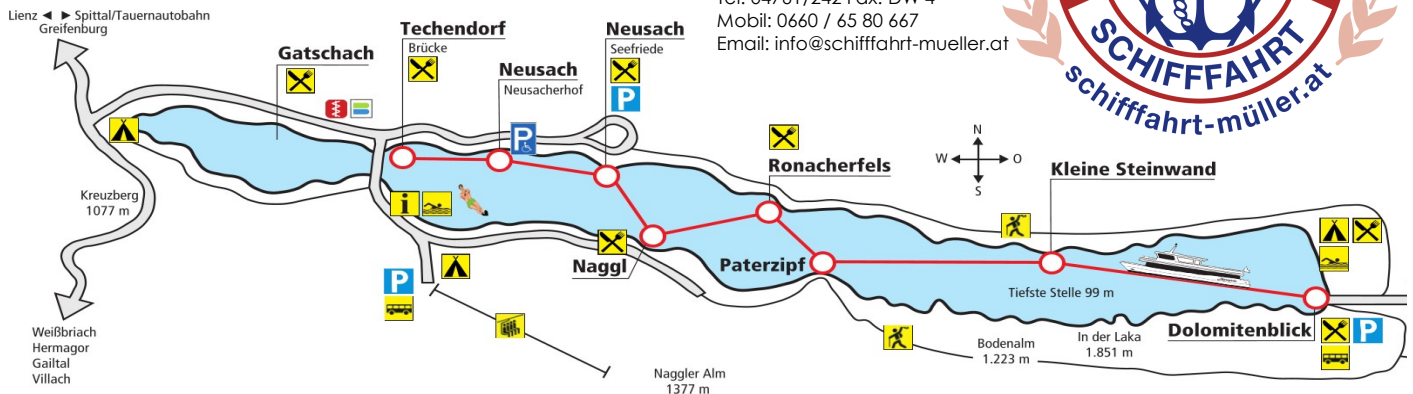 Tel: 04761/242 Fax: DW 4
Mobil: 0660 / 65 80 667
Email: info@schifffahrt-mueller.at
SCHIFFFAHRT
schifffahrt-müller.at
Lienz ◄ ► Spittal/Tauernautobahn
Greifenburg
Gatschach
Techendorf
Brücke
Neusach
Neusacherhof
Neusach
Seefriede
P
P
Ronacherfels
N
W O
S
Kleine Steinwand
Kreuzberg
1077 m
i
Naggl
Paterzipf
P
Tiefste Stelle 99 m
Dolomitenblick
P
Weißbriach
Hermagor
Gailtal
Villach
Naggler Alm
1377 m
Bodenalm
1.223 m
In der Laka
1.851 m